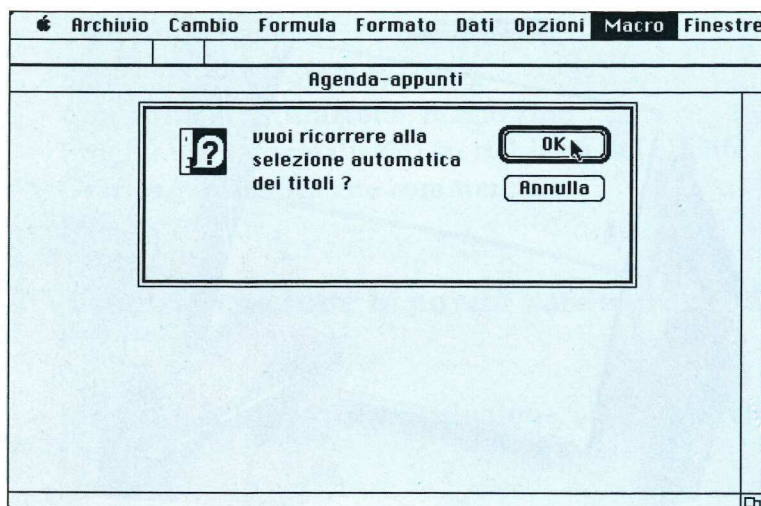 Archivio Cambio Formula Formato Dati Opzioni Macro Finestre
Agenda-appunti
vuoi ricorrere alla
selezione automatica
dei titoli ?
OK
Annulla